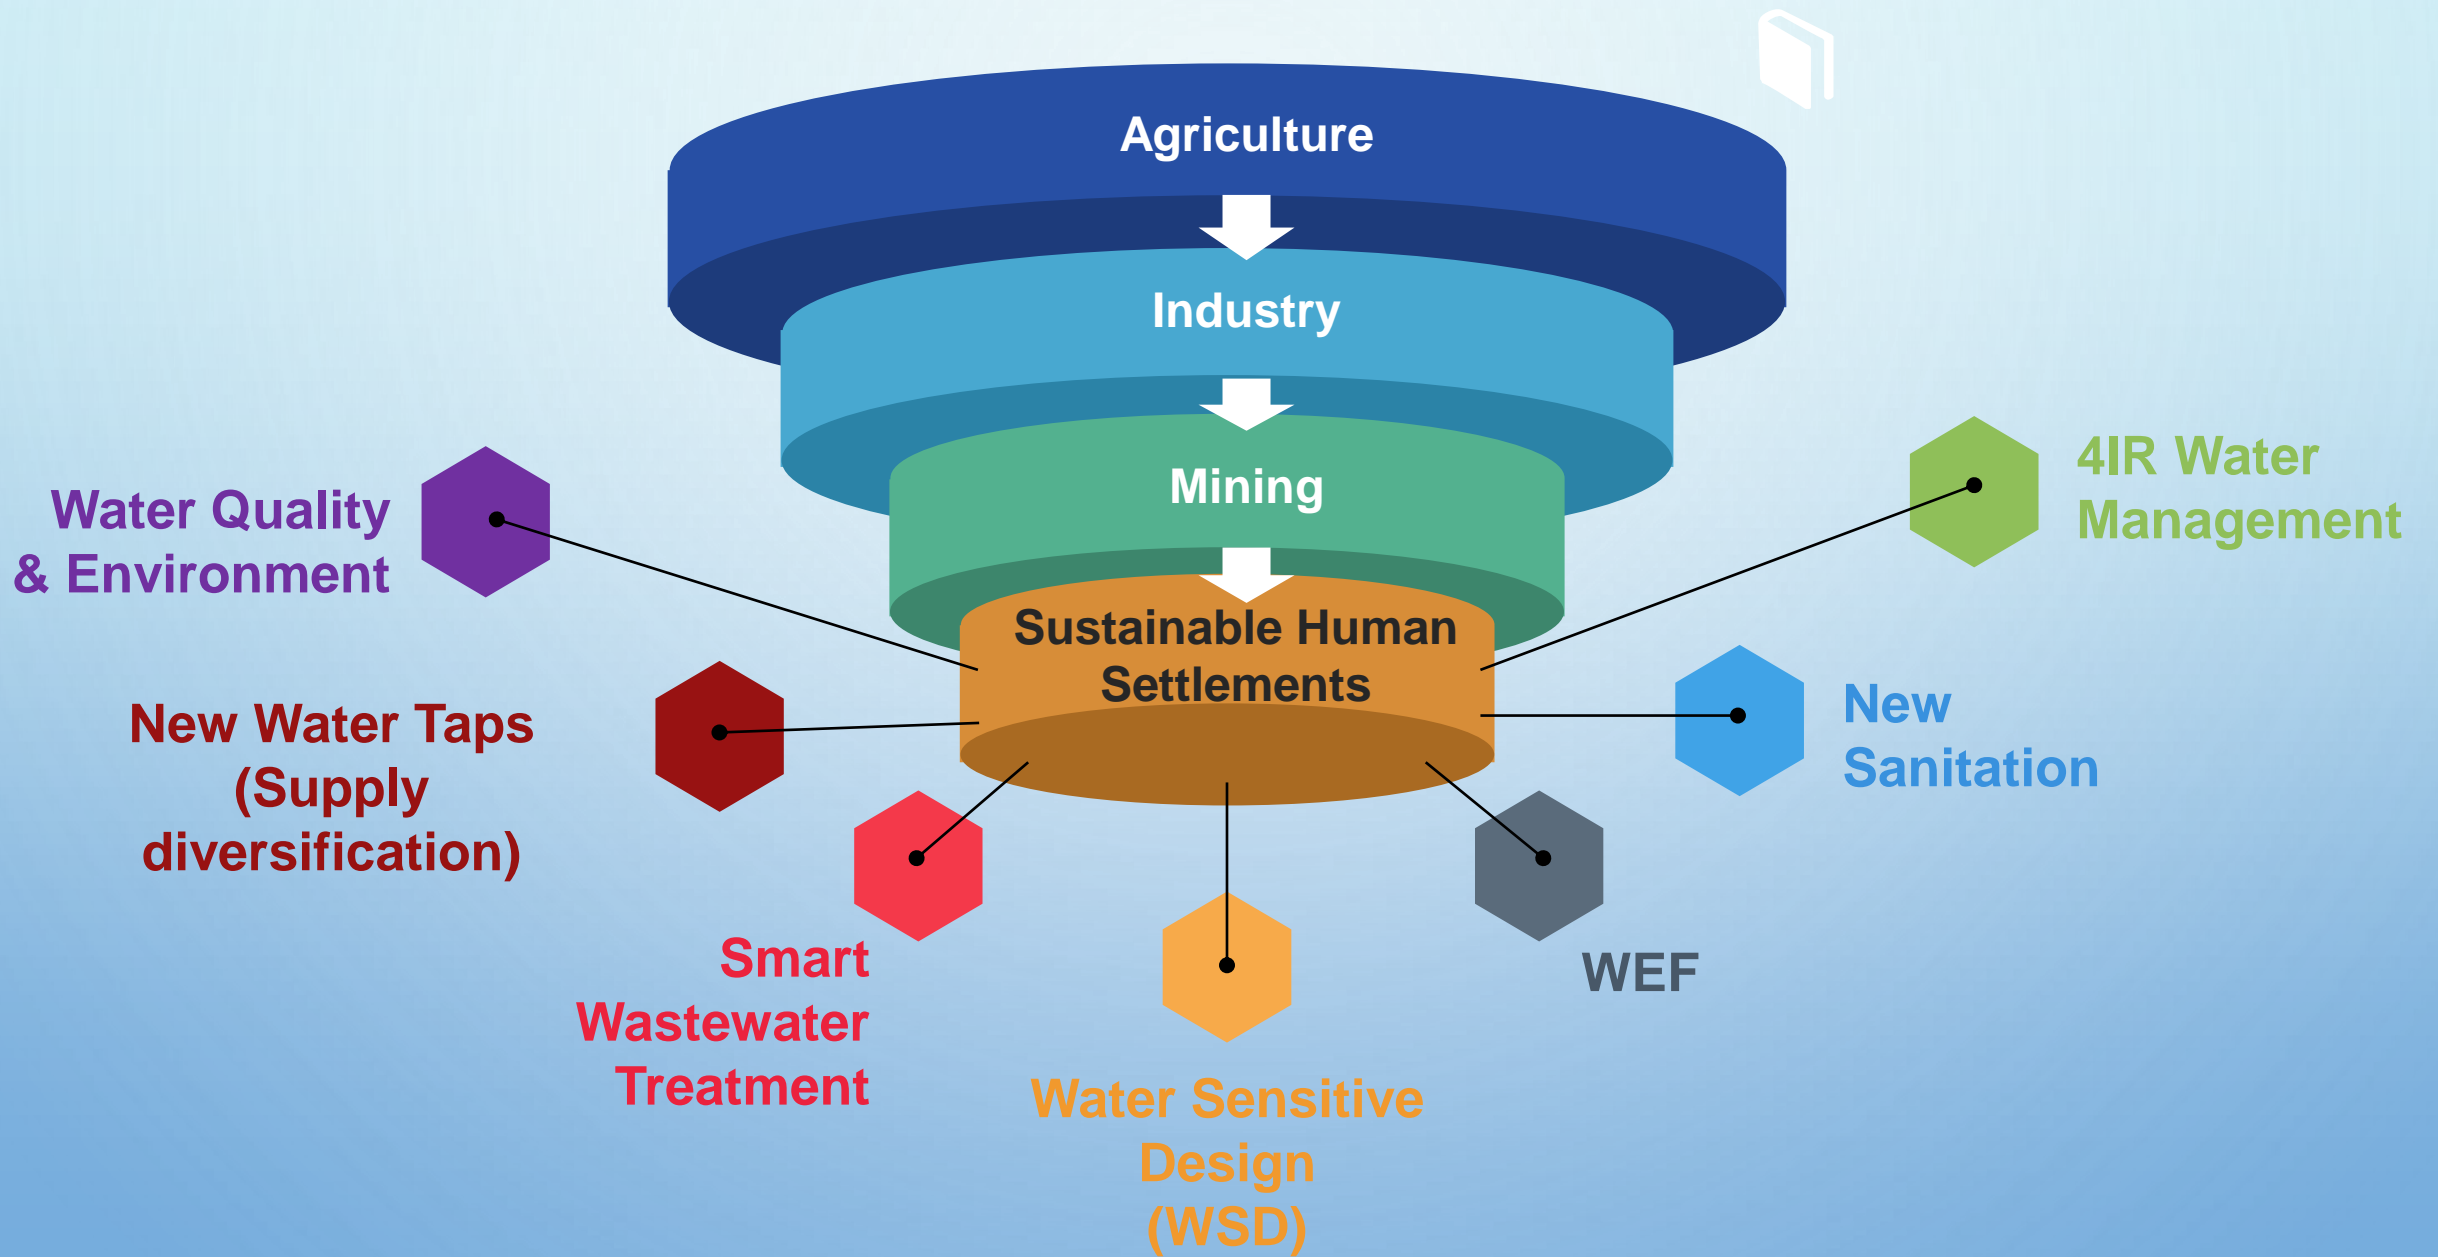 Agriculture
Industry
Mining
Sustainable Human
Settlements
Water Quality
& Environment
New Water Taps
(Supply
diversification)
Smart
Wastewater
Treatment
Water Sensitive
Design
(WSD)
WEF
New
Sanitation
4IR Water
Management